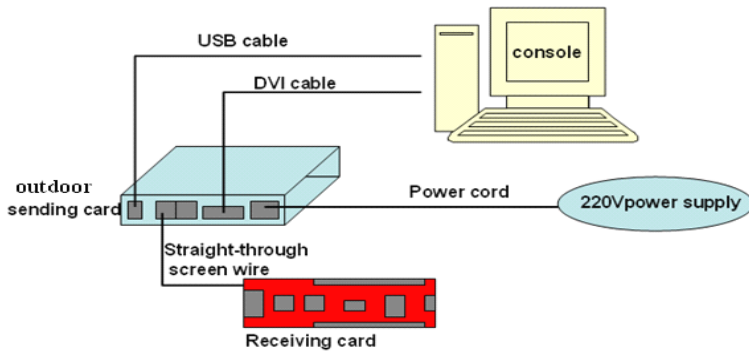 USB cable
console
DVI cable
outdoor
sending card
Power cord
220Vpower supply
Straight-through
screen wire
Receiving card